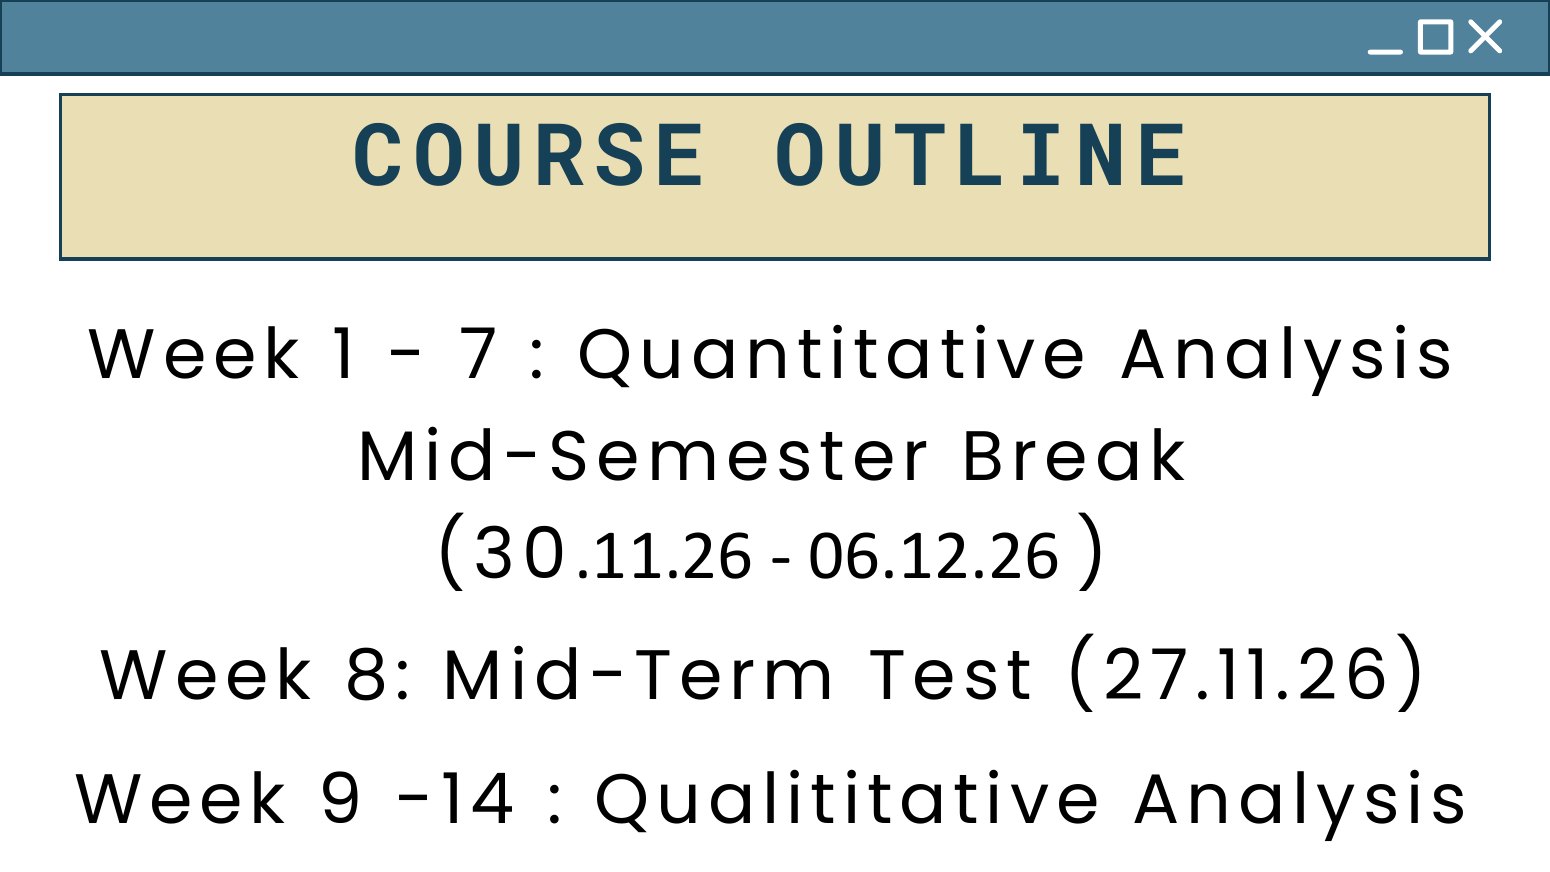 COURSE OUTLINE
Week 1 - 7 : Quantitative Analysis
Mid-Semester Break
(30.11.26 - 06.12.26 )
Week 8: Mid-Term Test (27.11.26)
Week 9 -14 : Qualititative Analysis